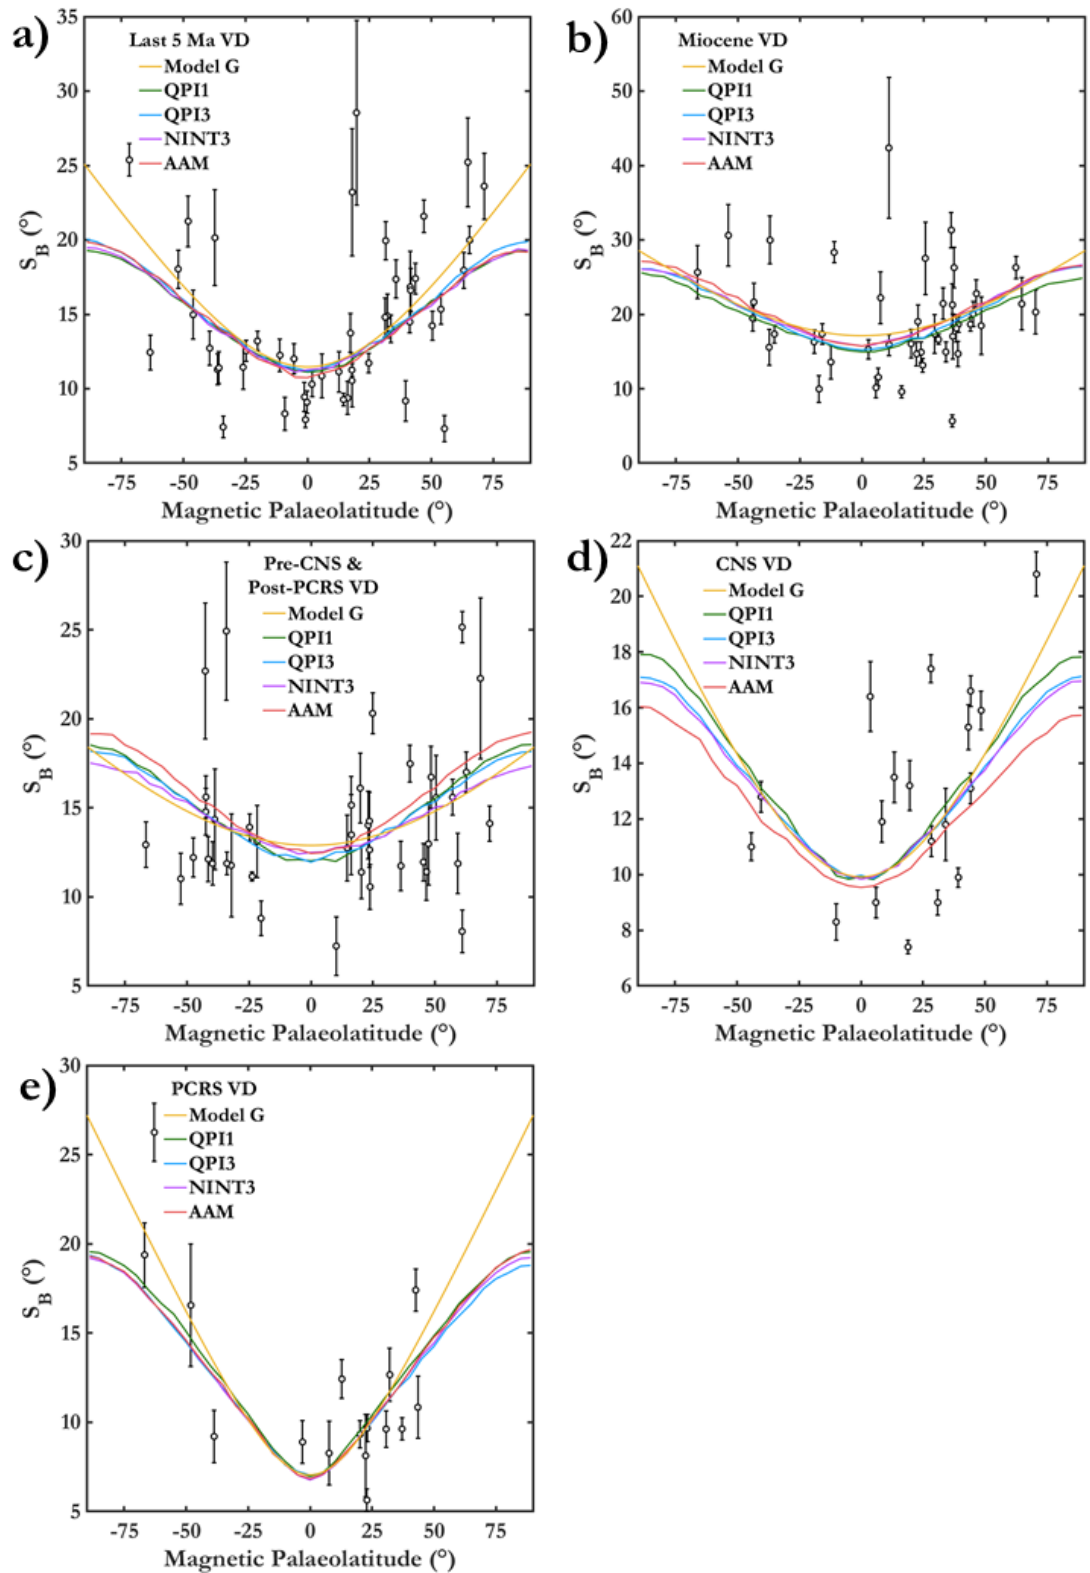 a)
Last 5 Ma VD
Model G
QPI1
QPI3
NINT3
AAM
35
30
25
20
15
10
5
S_B (°)
-75 -50 -25 0 25 50 75
Magnetic Palaeolatitude (°)
b)
Miocene VD
Model G
QPI1
QPI3
NINT3
AAM
60
50
40
30
20
10
0
S_B (°)
-75 -50 -25 0 25 50 75
Magnetic Palaeolatitude (°)
c)
Pre-CNS &
Post-PCRS VD
Model G
QPI1
QPI3
NINT3
AAM
30
25
20
15
10
5
S_B (°)
-75 -50 -25 0 25 50 75
Magnetic Palaeolatitude (°)
d)
CNS VD
Model G
QPI1
QPI3
NINT3
AAM
22
20
18
16
14
12
10
8
6
S_B (°)
-75 -50 -25 0 25 50 75
Magnetic Palaeolatitude (°)
e)
PCRS VD
Model G
QPI1
QPI3
NINT3
AAM
30
25
20
15
10
5
S_B (°)
-75 -50 -25 0 25 50 75
Magnetic Palaeolatitude (°)